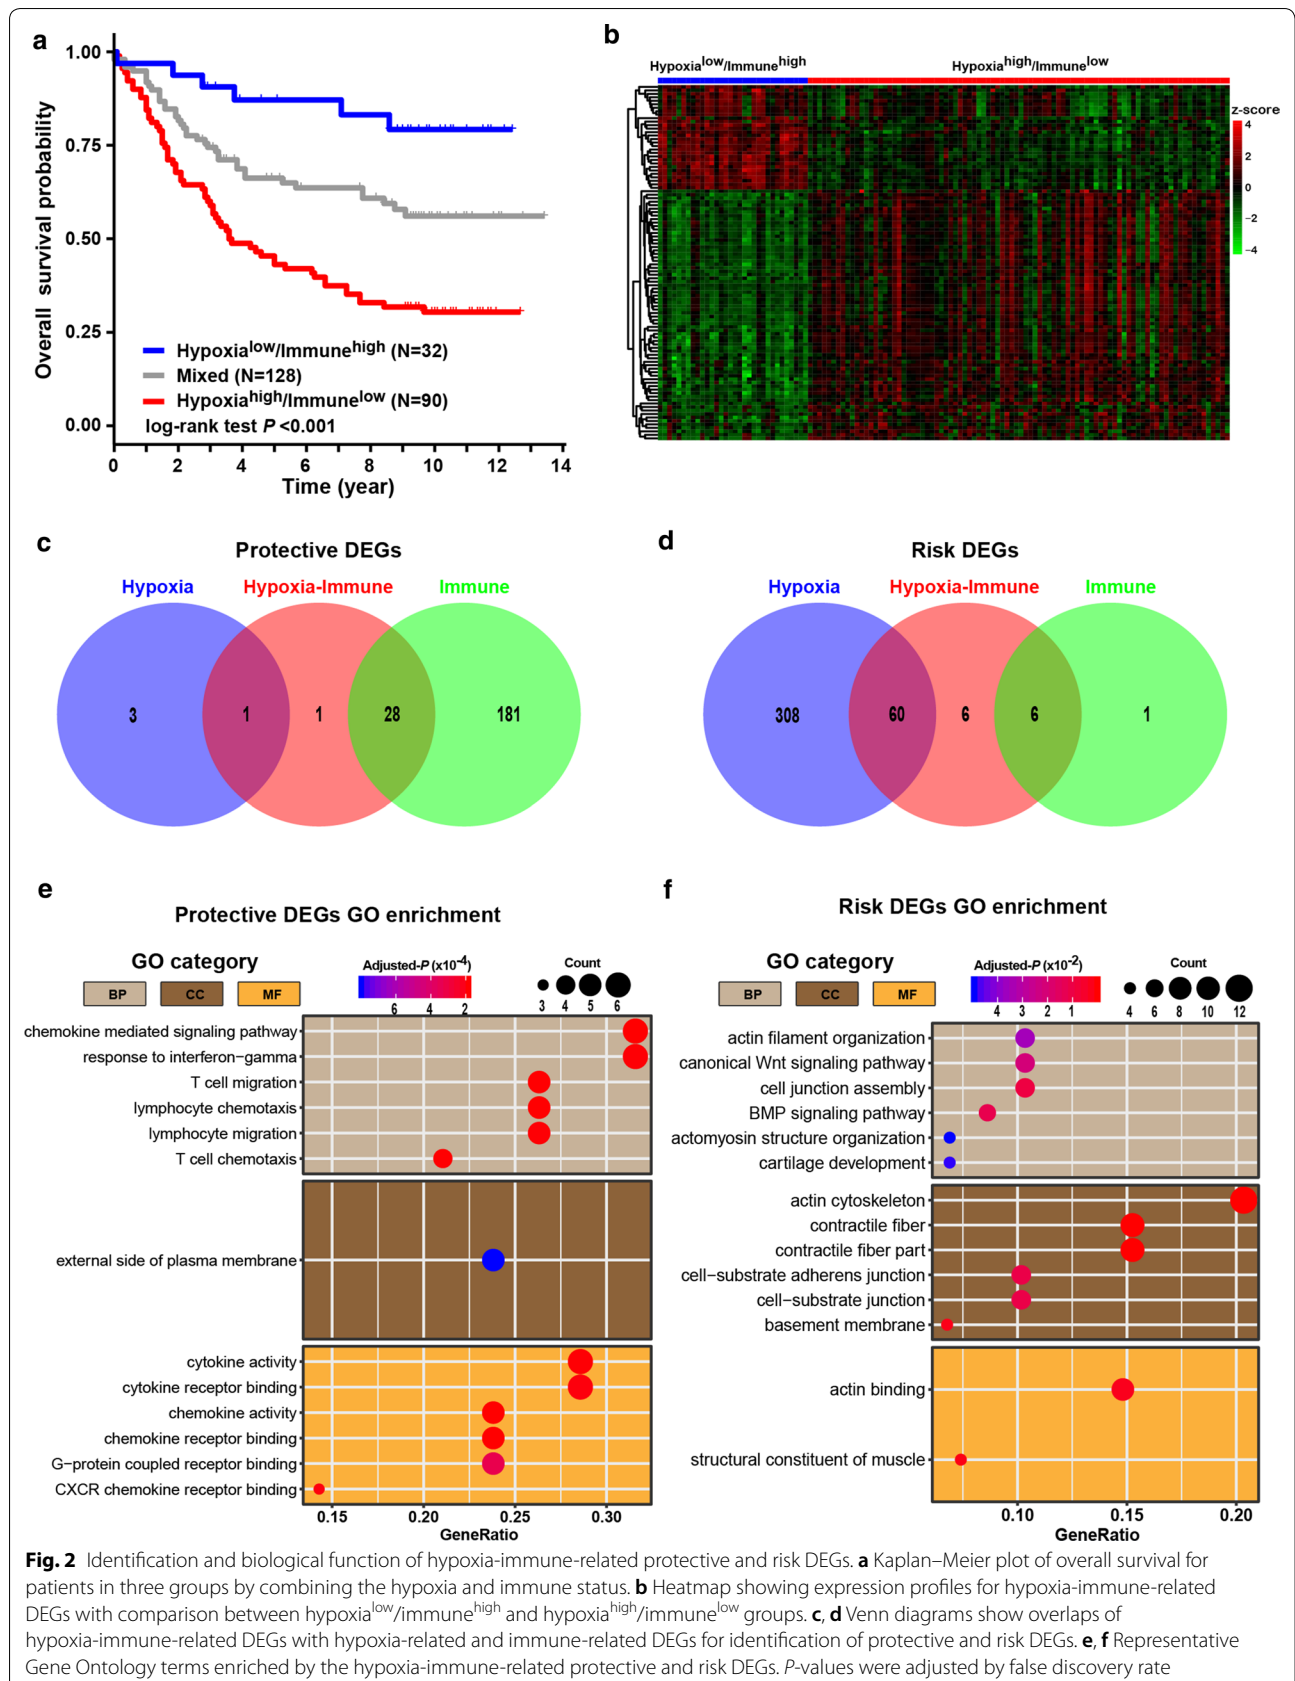 a
1.00
0.75
0.50
0.25
0.00
Overall survival probability
Hypoxialow/Immunehigh (N=32)
Mixed (N=128)
Hypoxiahigh/Immunelow (N=90)
log-rank test P <0.001
0 2 4 6 8 10 12 14
Time (year)
b
Hypoxialow/Immunehigh Hypoxiahigh/Immunelow
z-score
4
2
0
−2
−4
c
Protective DEGs
Hypoxia Hypoxia-Immune Immune
3 1 1 28 181
d
Risk DEGs
Hypoxia Hypoxia-Immune Immune
308 60 6 6 1
e
Protective DEGs GO enrichment
GO category
BP CC MF
Adjusted-P (x10-4)
6 4 2
Count
3 4 5 6
chemokine mediated signaling pathway
response to interferon−gamma
T cell migration
lymphocyte chemotaxis
lymphocyte migration
T cell chemotaxis
external side of plasma membrane
cytokine activity
cytokine receptor binding
chemokine activity
chemokine receptor binding
G−protein coupled receptor binding
CXCR chemokine receptor binding
0.15 0.20 0.25 0.30
GeneRatio
f
Risk DEGs GO enrichment
GO category
BP CC MF
Adjusted-P (x10-2)
4 3 2 1
Count
4 6 8 10 12
actin filament organization
canonical Wnt signaling pathway
cell junction assembly
BMP signaling pathway
actomyosin structure organization
cartilage development
actin cytoskeleton
contractile fiber
contractile fiber part
cell−substrate adherens junction
cell−substrate junction
basement membrane
actin binding
structural constituent of muscle
0.10 0.15 0.20
GeneRatio
Fig. 2 Identification and biological function of hypoxia-immune-related protective and risk DEGs. a Kaplan–Meier plot of overall survival for
patients in three groups by combining the hypoxia and immune status. b Heatmap showing expression profiles for hypoxia-immune-related
DEGs with comparison between hypoxialow/immunehigh and hypoxiahigh/immunelow groups. c, d Venn diagrams show overlaps of
hypoxia-immune-related DEGs with hypoxia-related and immune-related DEGs for identification of protective and risk DEGs. e, f Representative
Gene Ontology terms enriched by the hypoxia-immune-related protective and risk DEGs. P-values were adjusted by false discovery rate